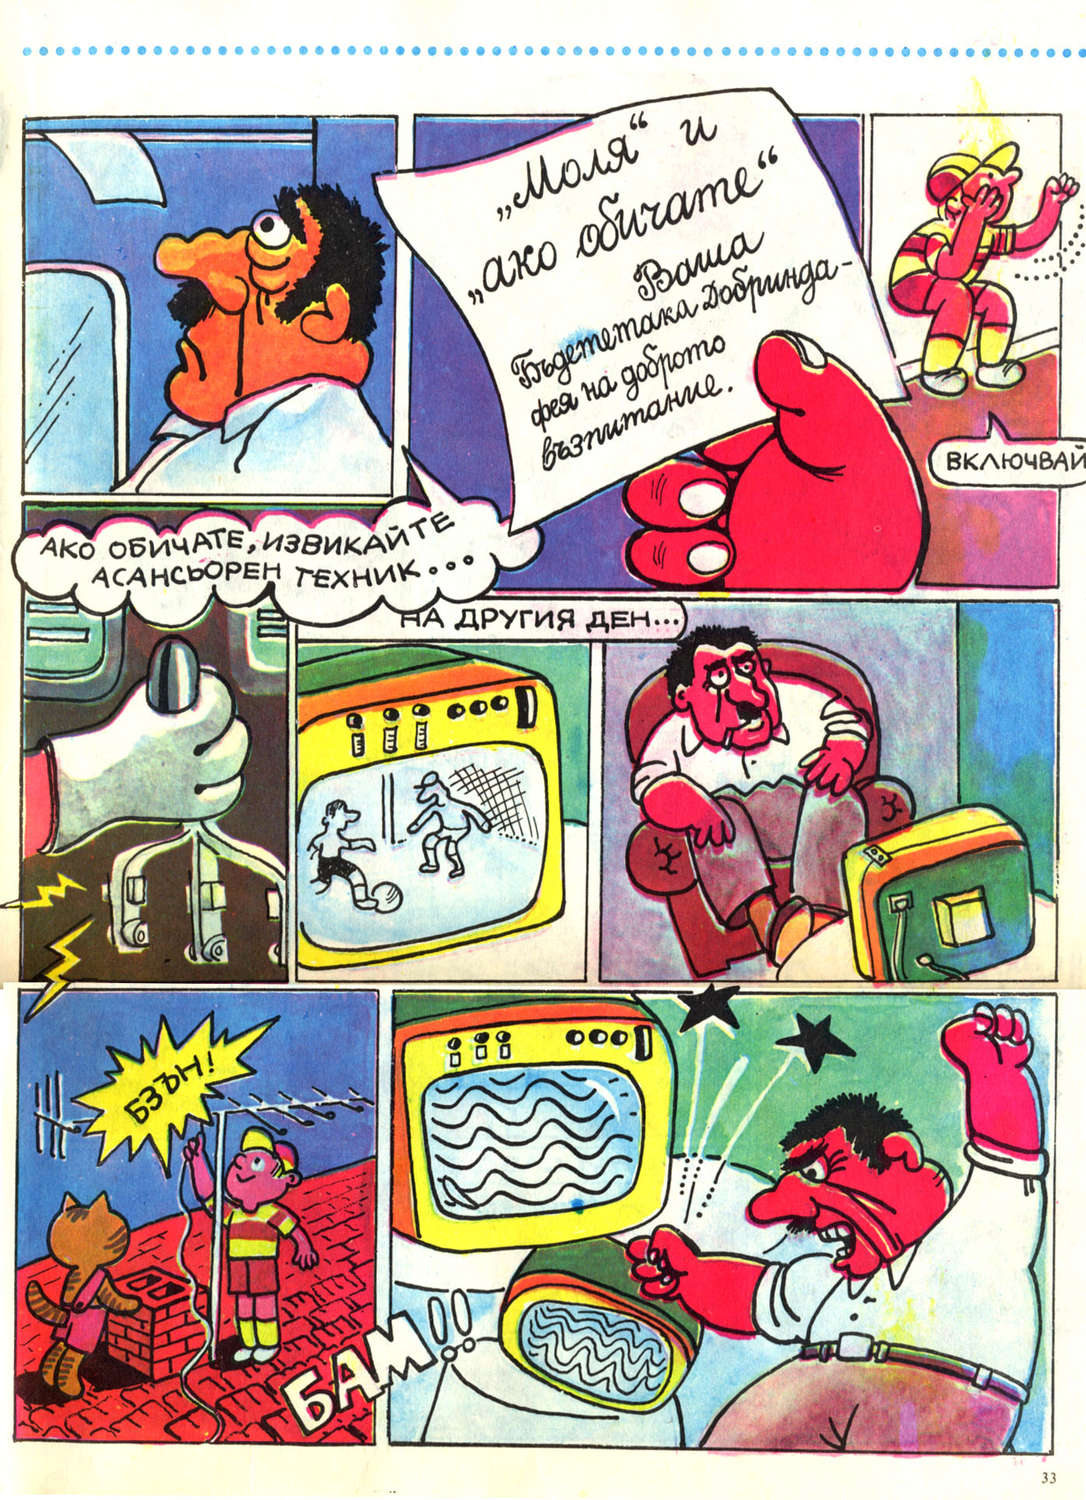 „Моля“ и
„ако обичате“
Ваша
Бъдететака Добринда-
фея на доброто
възпитание.
ВКЛЮЧВАЙ
АКО ОБИЧАТЕ, ИЗВИКАЙТЕ
АСАНСЬОРЕН ТЕХНИК...
НА ДРУГИЯ ДЕН...
БЗЪН!
БАМ!!
33